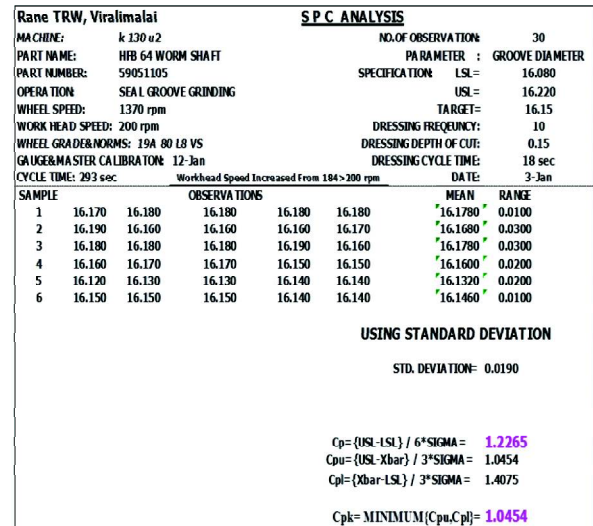 Rane TRW, Viralimalai S P C ANALYSIS
MACHINE: k 130 u2 NO.OF OBSERVATION: 30
PART NAME: HFB 64 WORM SHAFT PARAMETER : GROOVE DIAMETER
PART NUMBER: 59051105 SPECIFICATION: LSL= 16.080
OPERATION: SEAL GROOVE GRINDING USL= 16.220
WHEEL SPEED: 1370 rpm TARGET= 16.15
WORK HEAD SPEED: 200 rpm DRESSING FREQEUNCY: 10
WHEEL GRADE&NORMS: 19A 80 L8 VS DRESSING DEPTH OF CUT: 0.15
GAUGE&MASTER CALIBRATON: 12-Jan DRESSING CYCLE TIME: 18 sec
CYCLE TIME: 293 sec Workhead Speed Increased From 184>200 rpm DATE: 3-Jan
SAMPLE OBSERVATIONS MEAN RANGE
1 16.170 16.180 16.180 16.180 16.180 16.1780 0.0100
2 16.190 16.160 16.160 16.160 16.170 16.1680 0.0300
3 16.180 16.180 16.180 16.190 16.160 16.1780 0.0300
4 16.160 16.170 16.170 16.150 16.150 16.1600 0.0200
5 16.120 16.130 16.130 16.140 16.140 16.1320 0.0200
6 16.150 16.150 16.150 16.140 16.140 16.1460 0.0100
USING STANDARD DEVIATION
STD. DEVIATION= 0.0190
Cp={USL-LSL} / 6*SIGMA = 1.2265
Cpu={USL-Xbar} / 3*SIGMA = 1.0454
Cpl={Xbar-LSL} / 3*SIGMA = 1.4075
Cpk= MINIMUM{Cpu,Cpl}= 1.0454